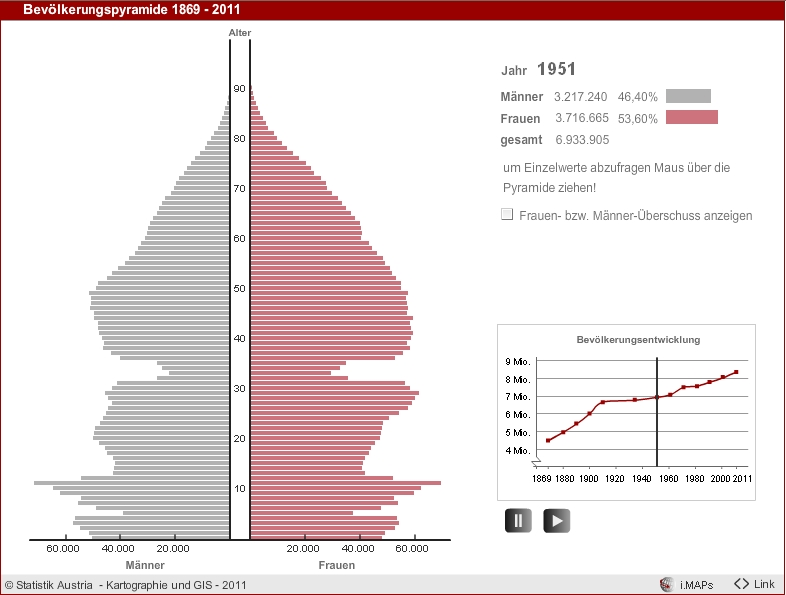 Bevölkerungspyramide 1869 - 2011
Alter
90
80
70
60
50
40
30
20
10
60.000 40.000 20.000
20.000 40.000 60.000
Männer
Frauen
Jahr 1951
Männer 3.217.240 46,40%
Frauen 3.716.665 53,60%
gesamt 6.933.905
um Einzelwerte abzufragen Maus über die
Pyramide ziehen!
Frauen- bzw. Männer-Überschuss anzeigen
Bevölkerungsentwicklung
9 Mio.
8 Mio.
7 Mio.
6 Mio.
5 Mio.
4 Mio.
1869 1880 1900 1920 1940 1960 1980 2000 2011
© Statistik Austria - Kartographie und GIS - 2011
i.MAPs
Link